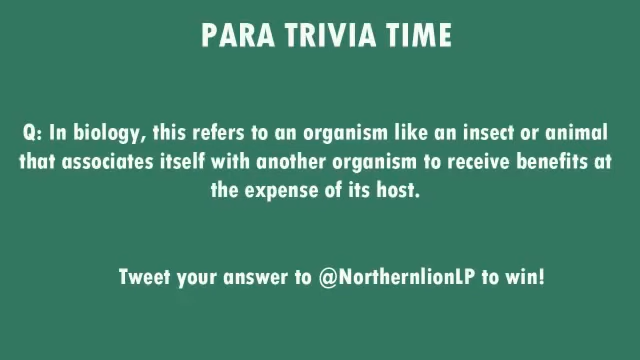 PARA TRIVIA TIME
Q: In biology, this refers to an organism like an insect or animal
that associates itself with another organism to receive benefits at
the expense of its host.
Tweet your answer to @NorthernlionLP to win!